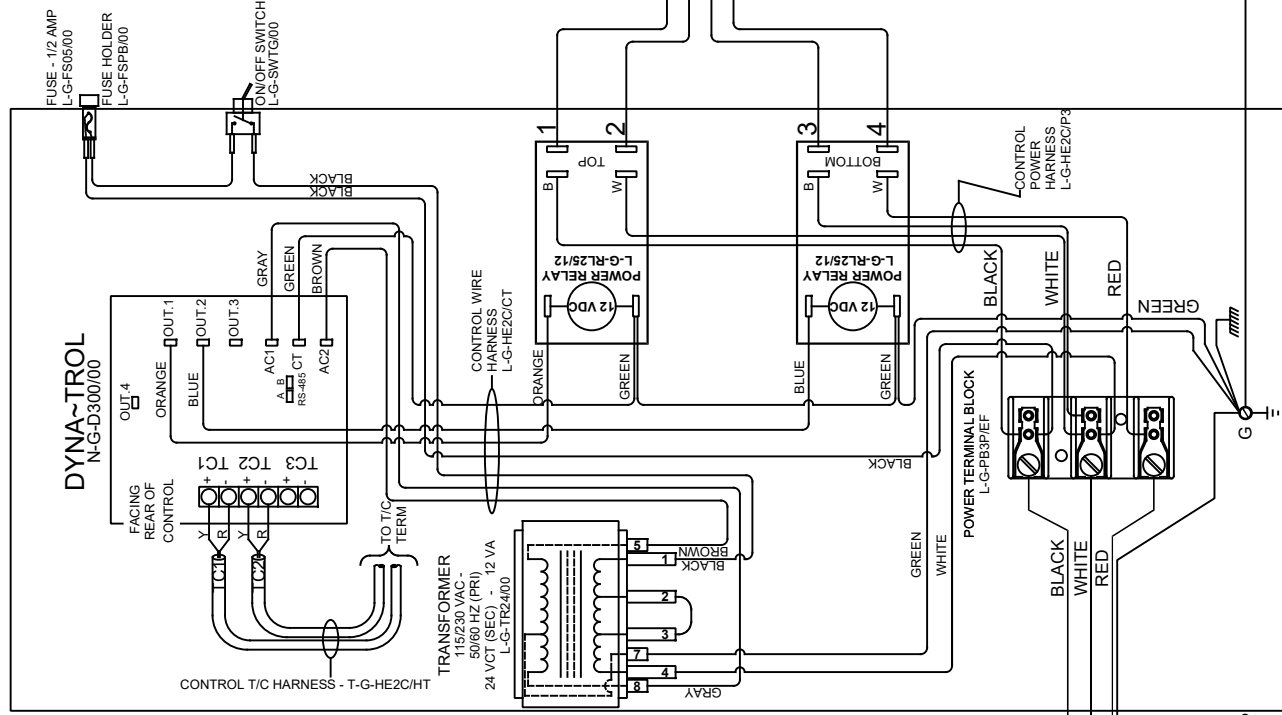 FUSE - 1/2 AMP
L-G-FS05/00
FUSE HOLDER
L-G-FSPB/00
ON/OFF SWITCH
L-G-SWTG/00
BLACK
BLACK
1
2
3
4
TOP
B
W
BOTTOM
B
W
POWER RELAY
L-G-RL25/12
12 VDC
POWER RELAY
L-G-RL25/12
12 VDC
CONTROL
POWER
HARNESS
L-G-HE2C/P3
DYNA~TROL
N-G-D300/00
OUT.4
OUT.1
OUT.2
OUT.3
AC1
CT
AC2
A B
RS-485
GRAY
GREEN
BROWN
ORANGE
BLUE
CONTROL WIRE
HARNESS
L-G-HE2C/CT
ORANGE
GREEN
BLUE
GREEN
BLACK
WHITE
RED
GREEN
TC1
TC2
TC3
+
-
+
-
+
-
FACING
REAR OF
CONTROL
Y
R
Y
R
C1
C2
TO T/C
TERM
CONTROL T/C HARNESS - T-G-HE2C/HT
TRANSFORMER
115/230 VAC -
50/60 HZ (PRI)
24 VCT (SEC) - 12 VA
L-G-TR24/00
5
BROWN
1
BLACK
2
3
7
4
8
GRAY
BLACK
GREEN
WHITE
POWER TERMINAL BLOCK
L-G-PB3P/EF
G
BLACK
WHITE
RED